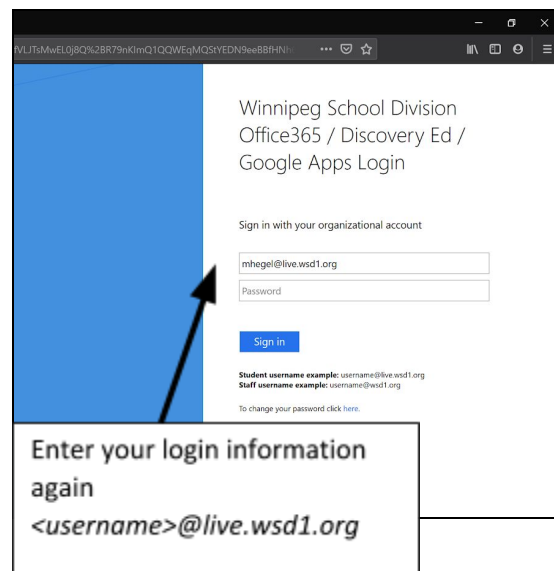 Winnipeg School Division
Office365 / Discovery Ed /
Google Apps Login
Sign in with your organizational account
mhegel@live.wsd1.org
Password
Sign in
Student username example: username@live.wsd1.org
Staff username example: username@wsd1.org
To change your password click here.
Enter your login information
again
<username>@live.wsd1.org